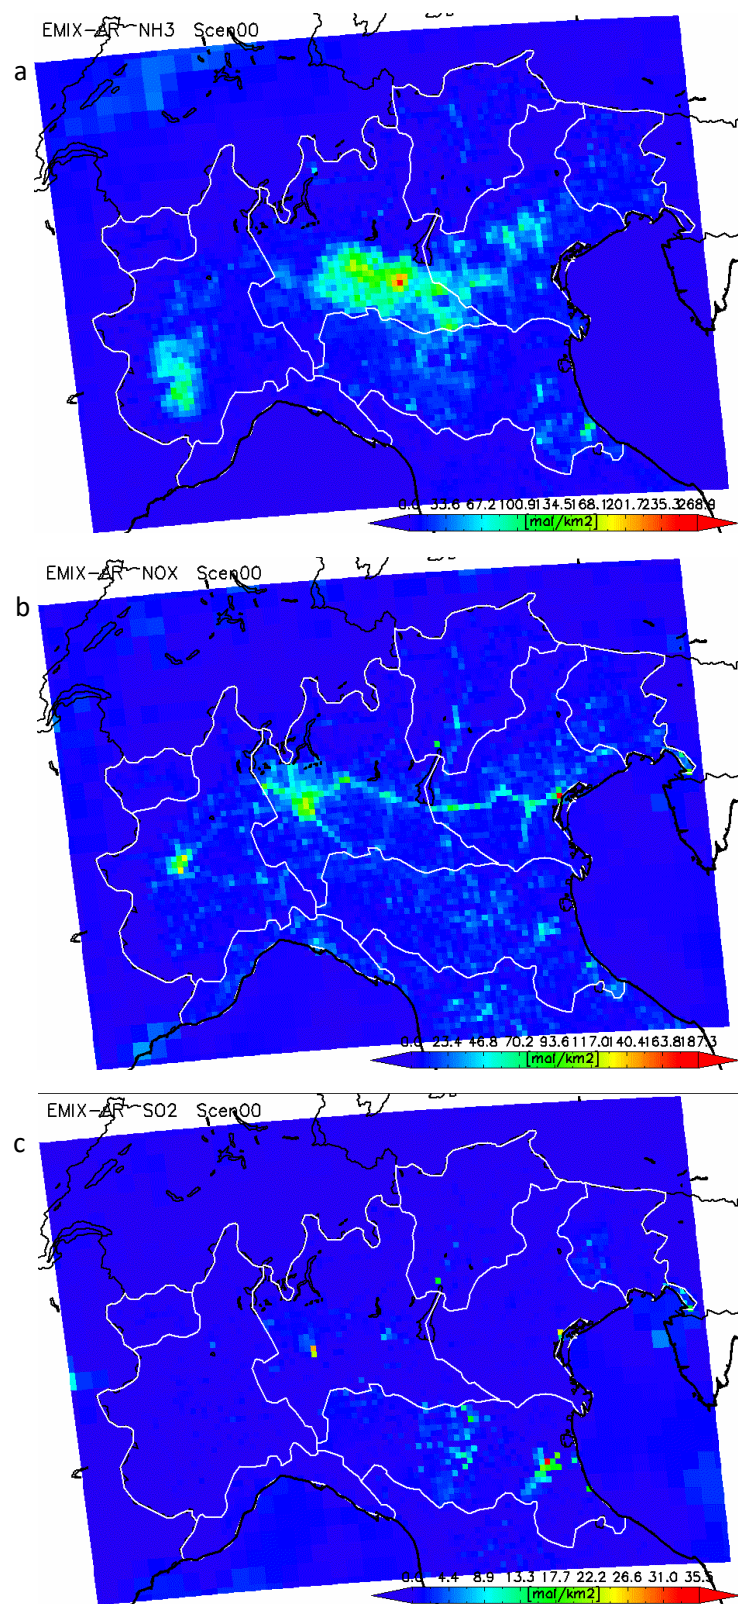 EMIX-AR NH3 Scen00
a
0.0 33.6 67.2 100.9 134.5 168.1 201.7 235.3 268.9
[mol/km2]
EMIX-AR NOX Scen00
b
0.0 23.4 46.8 70.2 93.6 117.0 140.4 163.8 187.3
[mol/km2]
EMIX-AR SO2 Scen00
c
0.0 4.4 8.9 13.3 17.7 22.2 26.6 31.0 35.5
[mol/km2]